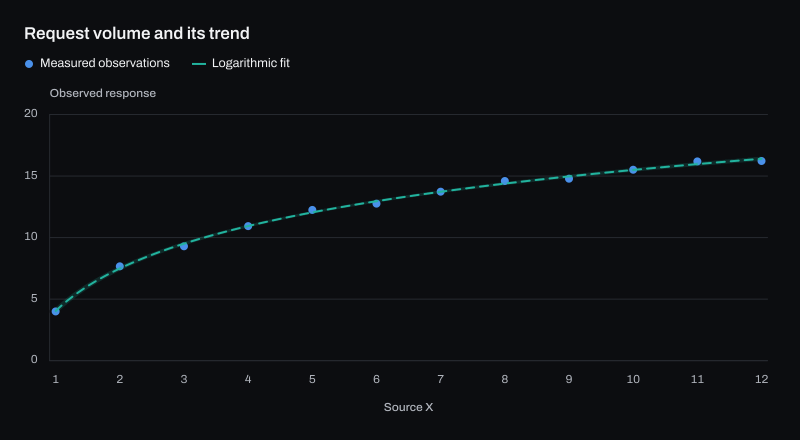 Request volume and its trend
Measured observations Logarithmic fit
Observed response
20
15
10
5
0
1 2 3 4 5 6 7 8 9 10 11 12
Source X